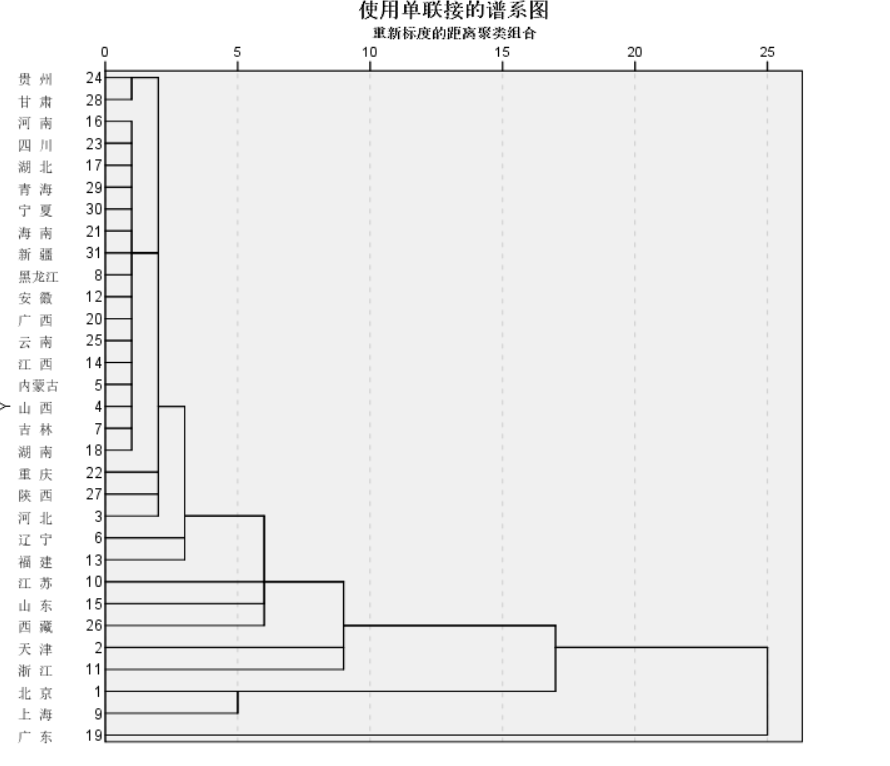 使用单联接的谱系图
重新标度的距离聚类组合
0 5 10 15 20 25
贵 州 24
甘 肃 28
河 南 16
四 川 23
湖 北 17
青 海 29
宁 夏 30
海 南 21
新 疆 31
黑龙江 8
安 徽 12
广 西 20
云 南 25
江 西 14
内蒙古 5
Y
山 西 4
吉 林 7
湖 南 18
重 庆 22
陕 西 27
河 北 3
辽 宁 6
福 建 13
江 苏 10
山 东 15
西 藏 26
天 津 2
浙 江 11
北 京 1
上 海 9
广 东 19